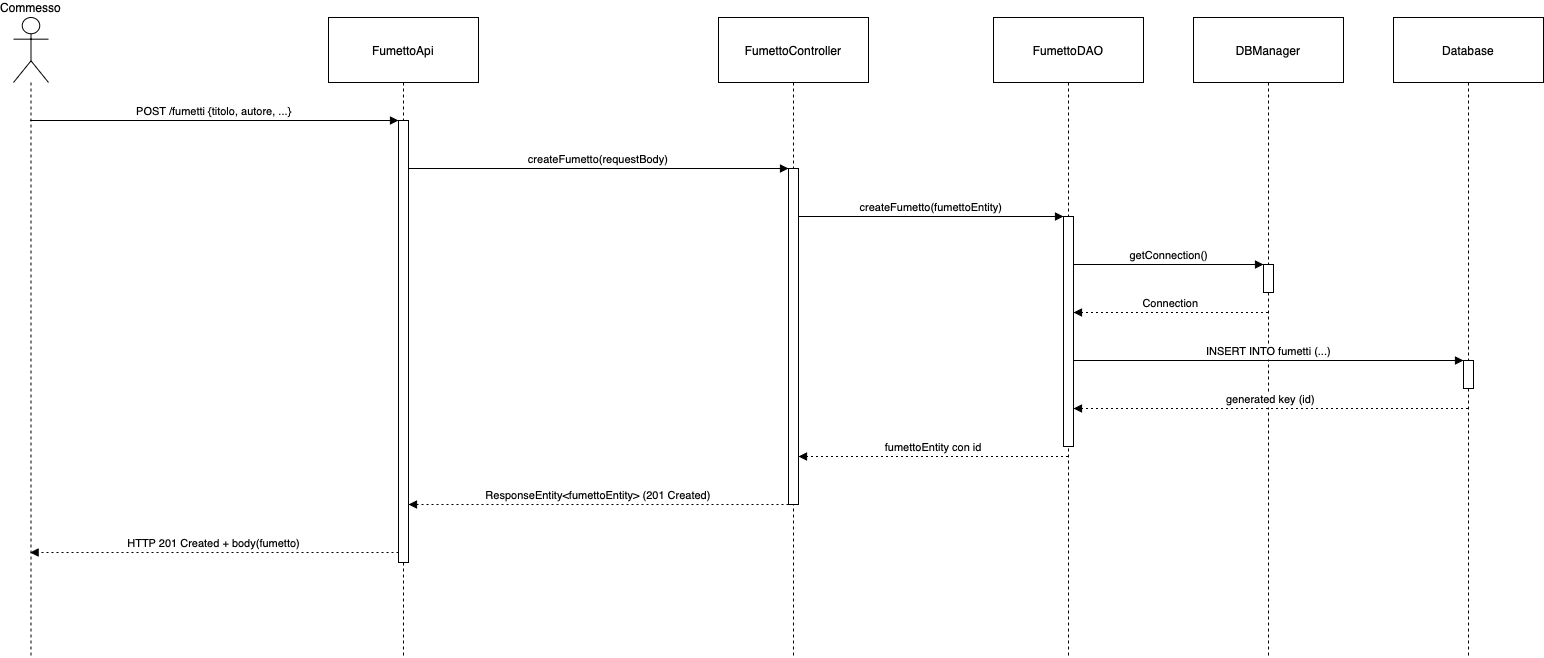 Commesso
FumettoApi
FumettoController
FumettoDAO
DBManager
Database
POST /fumetti {titolo, autore, ...}
createFumetto(requestBody)
createFumetto(fumettoEntity)
getConnection()
Connection
INSERT INTO fumetti (...)
generated key (id)
fumettoEntity con id
ResponseEntity<fumettoEntity> (201 Created)
HTTP 201 Created + body(fumetto)